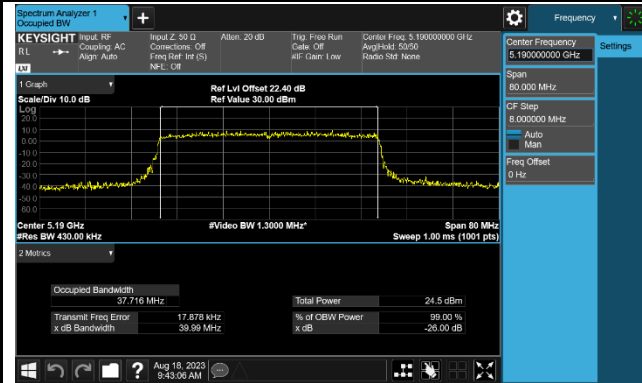 Spectrum Analyzer 1
Occupied BW
Frequency
KEYSIGHT
RL
LXI
Input: RF
Coupling: AC
Align: Auto
Input Z: 50 Ω
Corrections: Off
Freq Ref: Int (S)
NFE: Off
Atten: 20 dB
Trig: Free Run
Gate: Off
#IF Gain: Low
Center Freq: 5.190000000 GHz
Avg|Hold: 50/50
Radio Std: None
Center Frequency
5.190000000 GHz
Settings
Span
80.000 MHz
CF Step
8.000000 MHz
Auto
Man
Freq Offset
0 Hz
1 Graph
Scale/Div 10.0 dB
Ref Lvl Offset 22.40 dB
Ref Value 30.00 dBm
Log
20.0
10.0
0.00
-10.0
-20.0
-30.0
-40.0
-50.0
-60.0
Center 5.19 GHz
#Res BW 430.00 kHz
#Video BW 1.3000 MHz*
Span 80 MHz
Sweep 1.00 ms (1001 pts)
2 Metrics
Occupied Bandwidth
37.716 MHz
Transmit Freq Error 17.878 kHz
x dB Bandwidth 39.99 MHz
Total Power 24.5 dBm
% of OBW Power 99.00 %
x dB -26.00 dB
?
Aug 18, 2023
9:43:06 AM